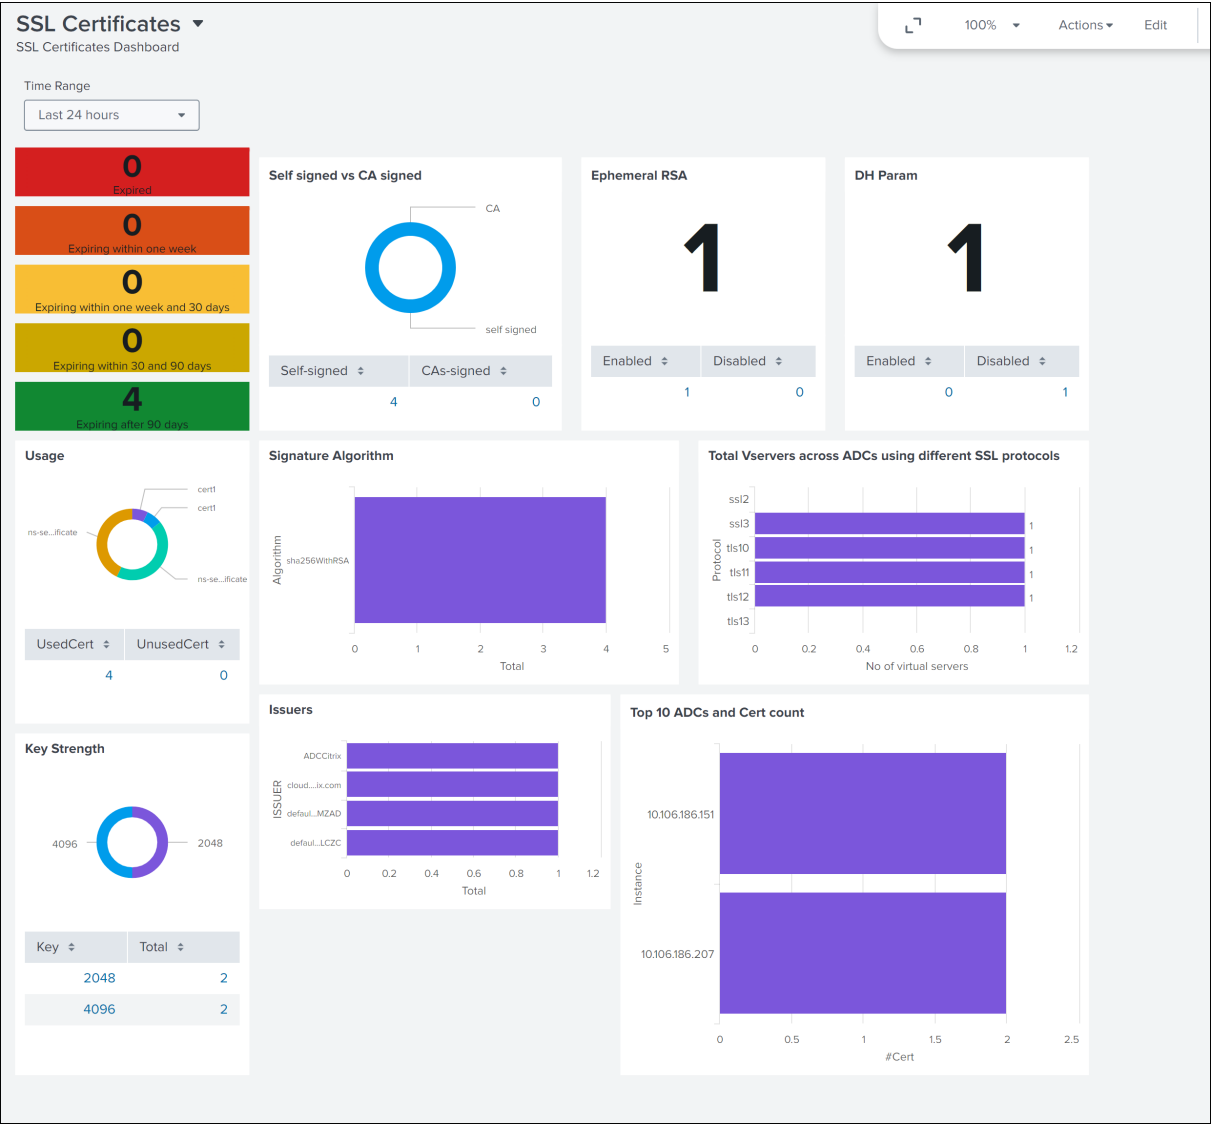 SSL Certificates
SSL Certificates Dashboard
100%
Actions
Edit
Time Range
Last 24 hours
0
Expired
0
Expiring within one week
0
Expiring within one week and 30 days
0
Expiring within 30 and 90 days
4
Expiring after 90 days
Self signed vs CA signed
CA
self signed
Self-signed CAs-signed
4 0
Ephemeral RSA
1
Enabled Disabled
1 0
DH Param
1
Enabled Disabled
0 1
Usage
cert1
cert1
ns-se...ificate
ns-se...ificate
UsedCert UnusedCert
4 0
Signature Algorithm
Algorithm
sha256WithRSA
0 1 2 3 4 5
Total
Total Vservers across ADCs using different SSL protocols
Protocol
ssl2
ssl3 1
tls10 1
tls11 1
tls12 1
tls13
0 0.2 0.4 0.6 0.8 1 1.2
No of virtual servers
Key Strength
4096 2048
Key Total
2048 2
4096 2
Issuers
ISSUER
ADCCitrix
cloud....ix.com
defaul...MZAD
defaul...LCZC
0 0.2 0.4 0.6 0.8 1 1.2
Total
Top 10 ADCs and Cert count
Instance
10.106.186.151
10.106.186.207
0 0.5 1 1.5 2 2.5
#Cert